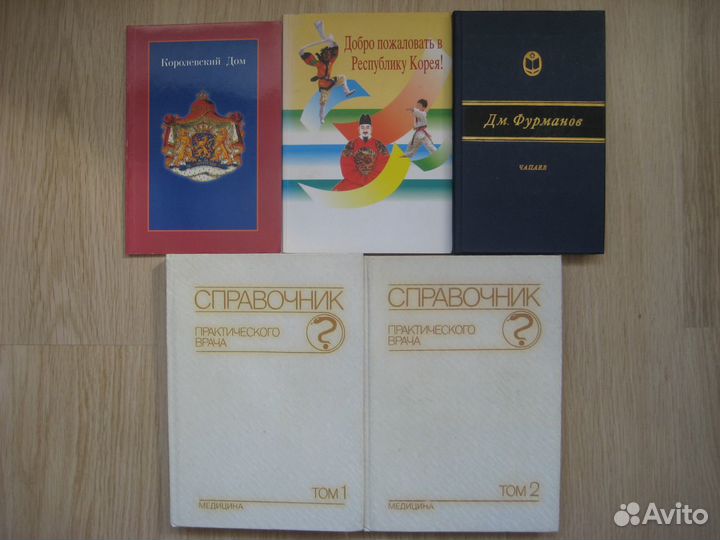 Королевский Дом
Добро пожаловать в
Республику Корея!
Дм. Фурманов
ЧАПАЕВ
СПРАВОЧНИК
ПРАКТИЧЕСКОГО
ВРАЧА
ТОМ 1
МЕДИЦИНА
СПРАВОЧНИК
ПРАКТИЧЕСКОГО
ВРАЧА
ТОМ 2
МЕДИЦИНА
Avito